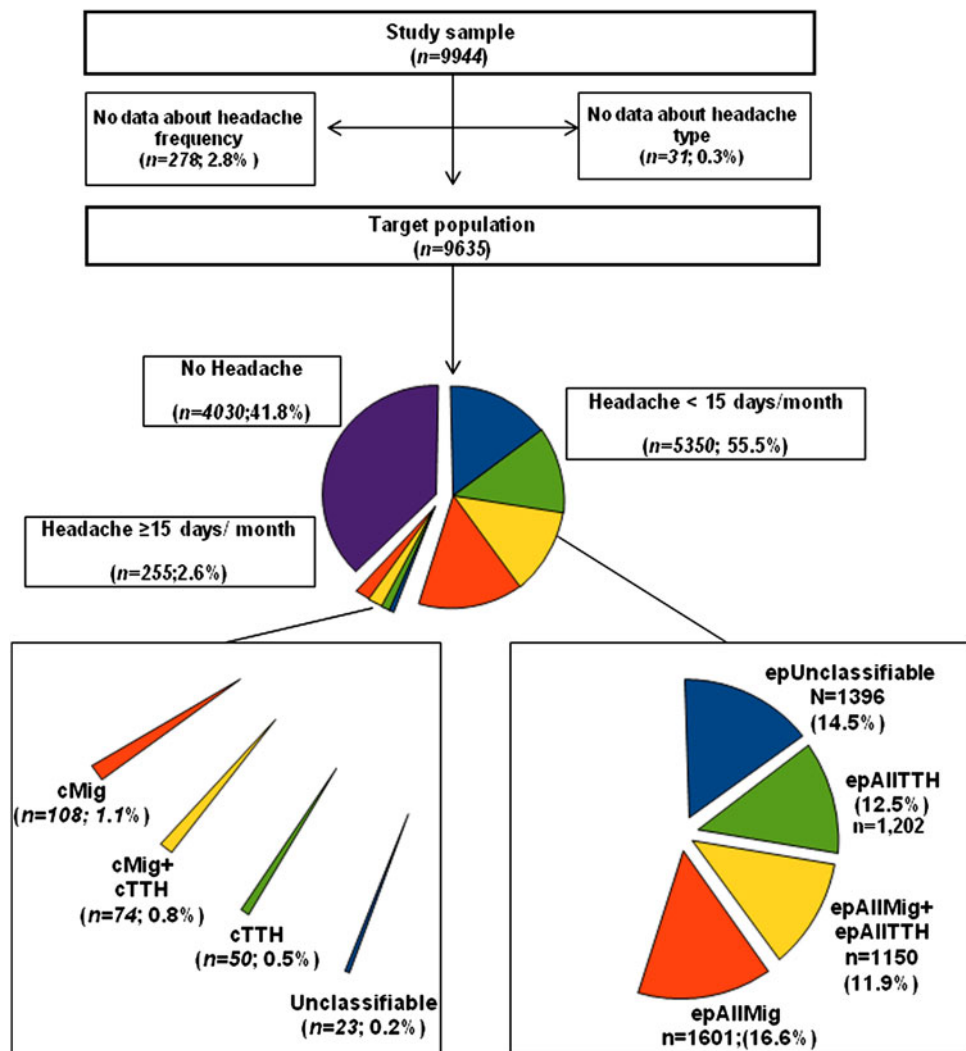 Study sample
(n=9944)
No data about headache
frequency
(n=278; 2.8% )
No data about headache
type
(n=31; 0.3%)
Target population
(n=9635)
No Headache
(n=4030;41.8%)
Headache < 15 days/month
(n=5350; 55.5%)
Headache ≥15 days/ month
(n=255;2.6%)
cMig
(n=108; 1.1%)
cMig+
cTTH
(n=74; 0.8%)
cTTH
(n=50; 0.5%)
Unclassifiable
(n=23; 0.2%)
epUnclassifiable
N=1396
(14.5%)
epAllTTH
(12.5%)
n=1,202
epAllMig+
epAllTTH
n=1150
(11.9%)
epAllMig
n=1601;(16.6%)